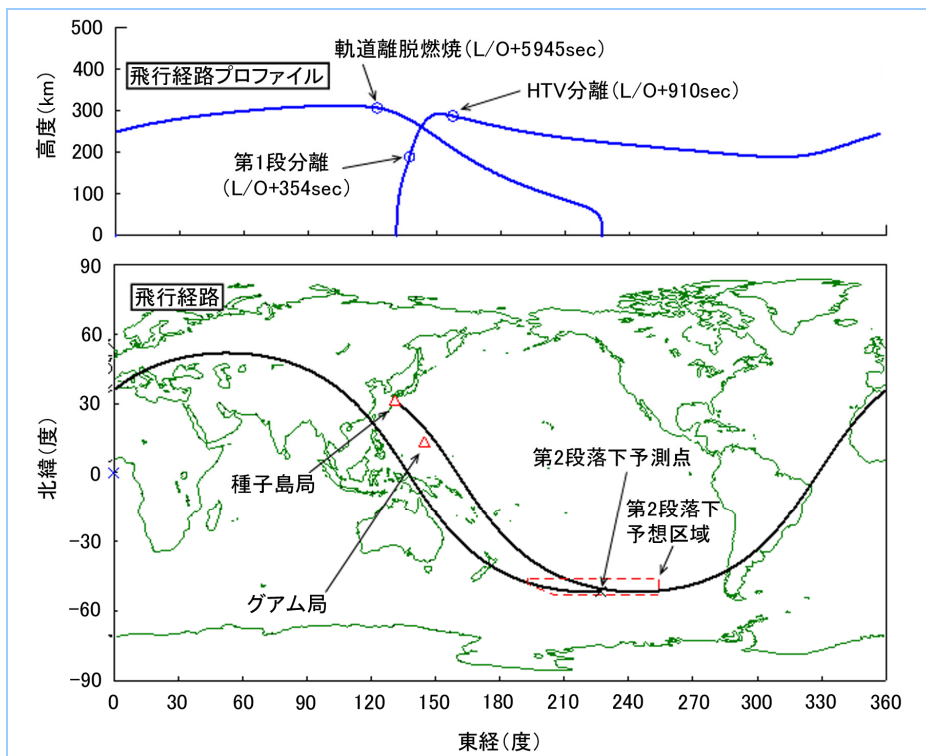 500
400
300
200
100
0
高度(km)
飛行経路プロファイル
軌道離脱燃焼(L/O+5945sec)
HTV分離(L/O+910sec)
第1段分離
(L/O+354sec)
90
60
30
0
-30
-60
-90
北緯(度)
飛行経路
種子島局
グアム局
第2段落下予測点
第2段落下
予想区域
0 30 60 90 120 150 180 210 240 270 300 330 360
東経(度)